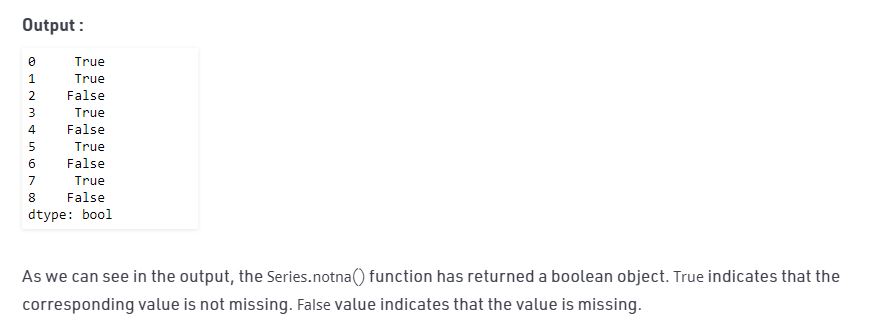 Output :
0 True
1 True
2 False
3 True
4 False
5 True
6 False
7 True
8 False
dtype: bool
As we can see in the output, the Series.notna() function has returned a boolean object. True indicates that the
corresponding value is not missing. False value indicates that the value is missing.